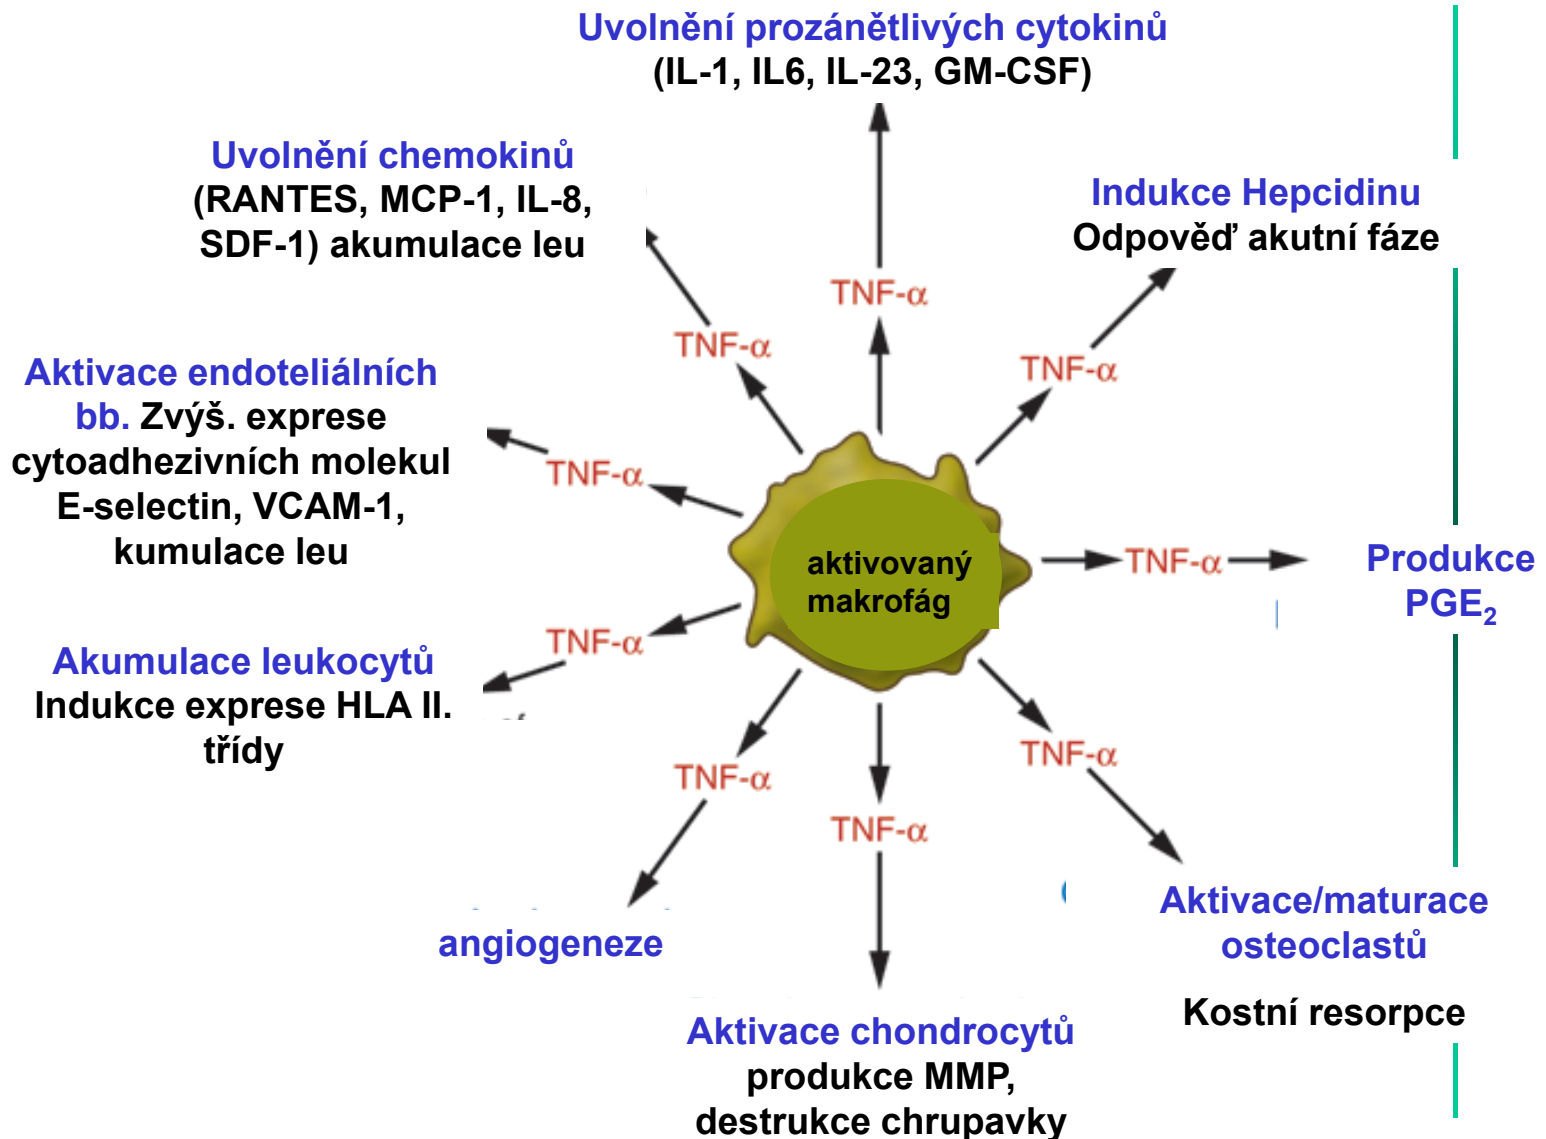 Uvolnění prozánětlivých cytokinů
(IL-1, IL6, IL-23, GM-CSF)
Uvolnění chemokinů
(RANTES, MCP-1, IL-8,
SDF-1) akumulace leu
Indukce Hepcidinu
Odpověď akutní fáze
TNF-α
TNF-α
TNF-α
Aktivace endoteliálních
bb. Zvýš. exprese
cytoadhezivních molekul
E-selectin, VCAM-1,
kumulace leu
TNF-α
aktivovaný
makrofág
TNF-α
Produkce
PGE₂
TNF-α
Akumulace leukocytů
Indukce exprese HLA II.
třídy
TNF-α
TNF-α
TNF-α
angiogeneze
Aktivace/maturace
osteoclastů
Kostní resorpce
Aktivace chondrocytů
produkce MMP,
destrukce chrupavky